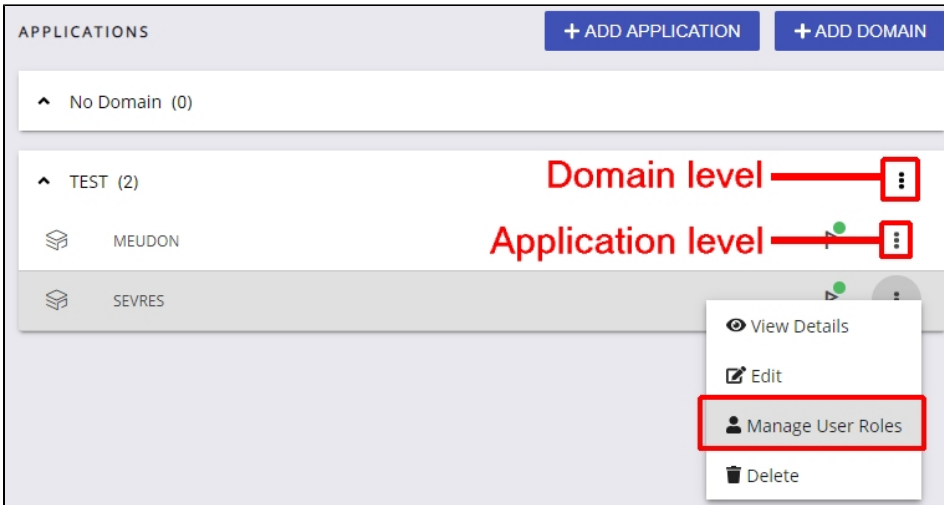 APPLICATIONS
+ ADD APPLICATION
+ ADD DOMAIN
No Domain (0)
TEST (2)
Domain level
MEUDON
Application level
SEVRES
View Details
Edit
Manage User Roles
Delete